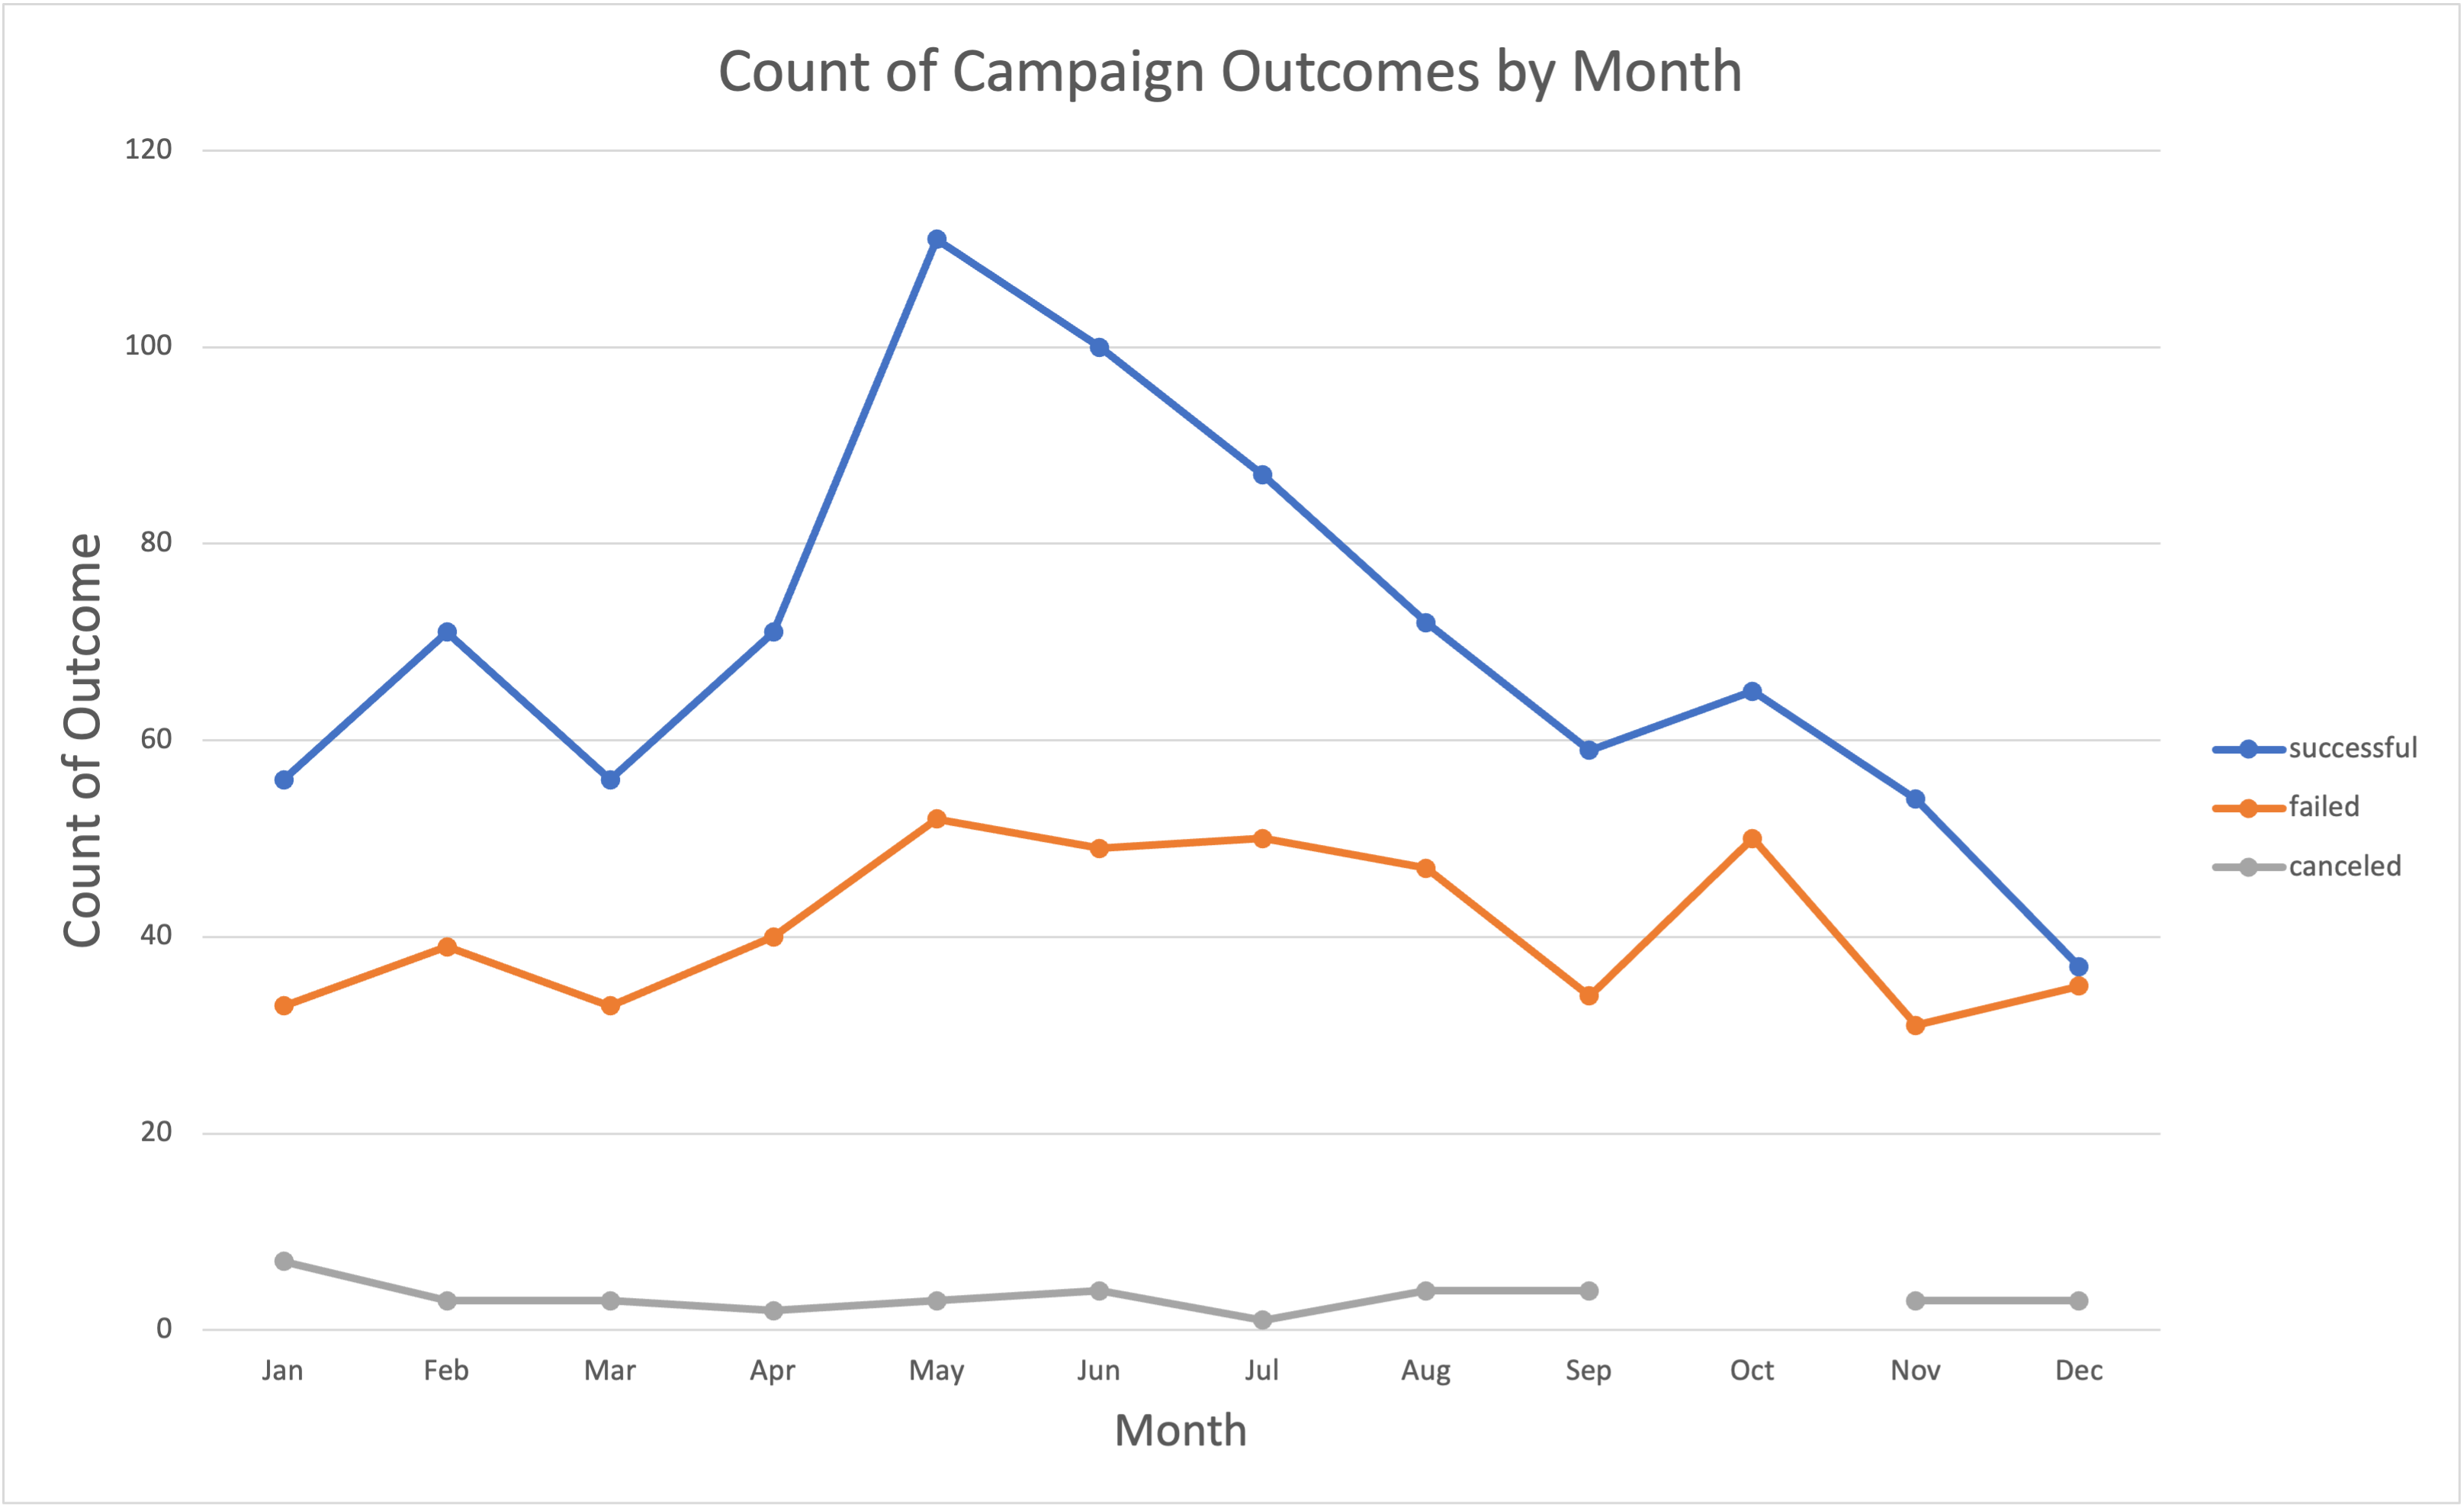 Count of Campaign Outcomes by Month
Count of Outcome
120
100
80
60
40
20
0
Jan Feb Mar Apr May Jun Jul Aug Sep Oct Nov Dec
Month
successful
failed
canceled